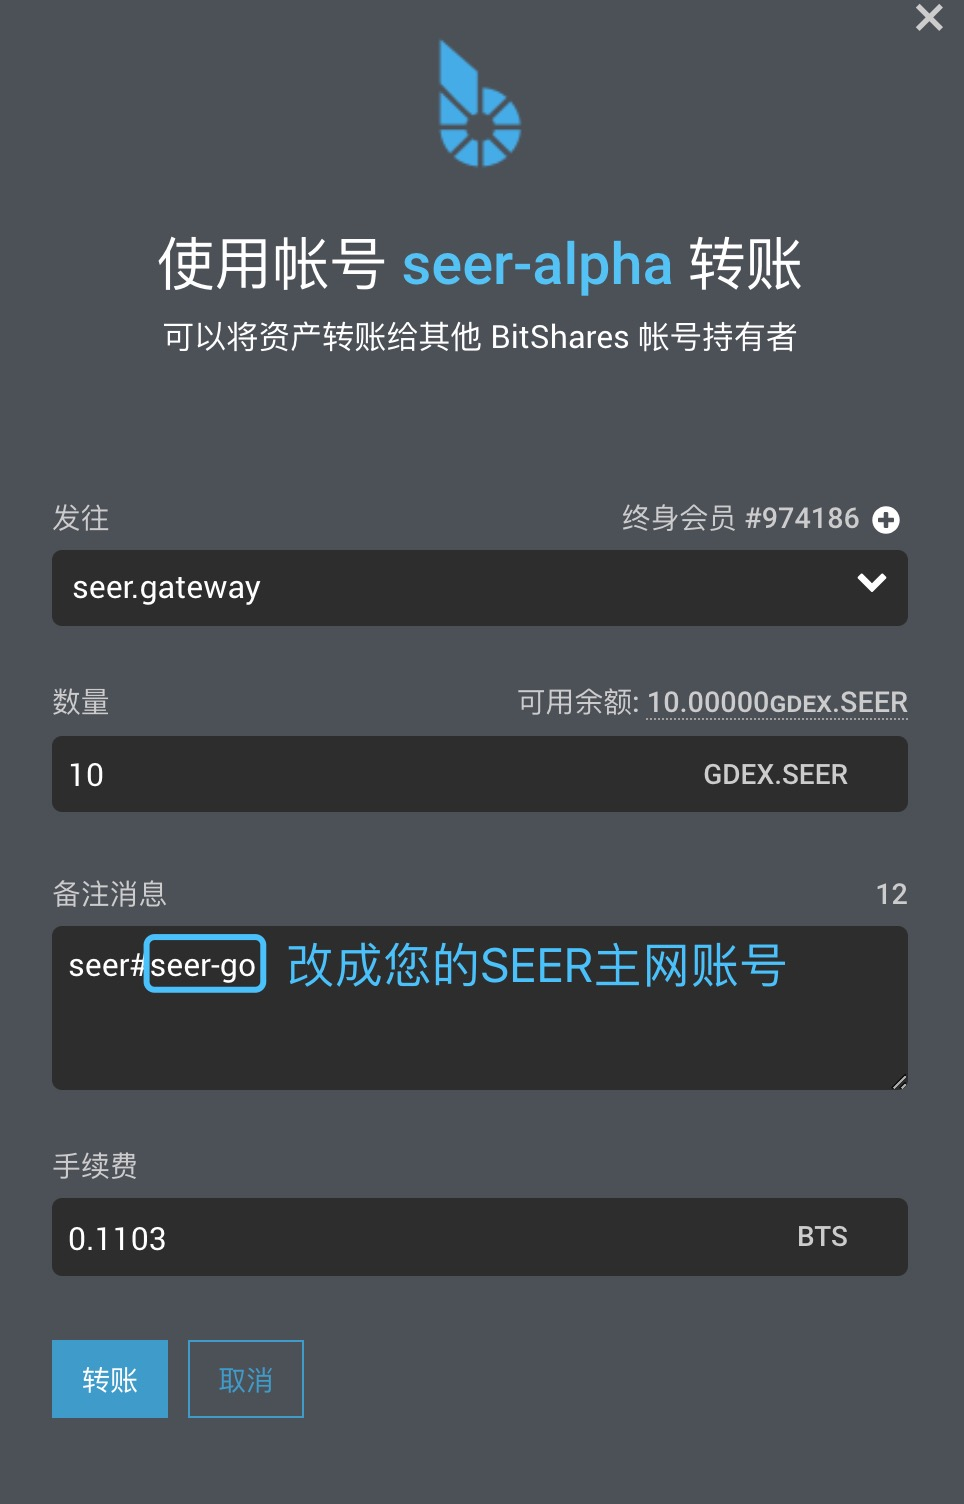 使用帐号 seer-alpha 转账
可以将资产转账给其他 BitShares 帐号持有者
发往 终身会员 #974186
seer.gateway
数量 可用余额: 10.00000GDEX.SEER
10 GDEX.SEER
备注消息 12
seer#seer-go 改成您的SEER主网账号
手续费
0.1103 BTS
转账 取消